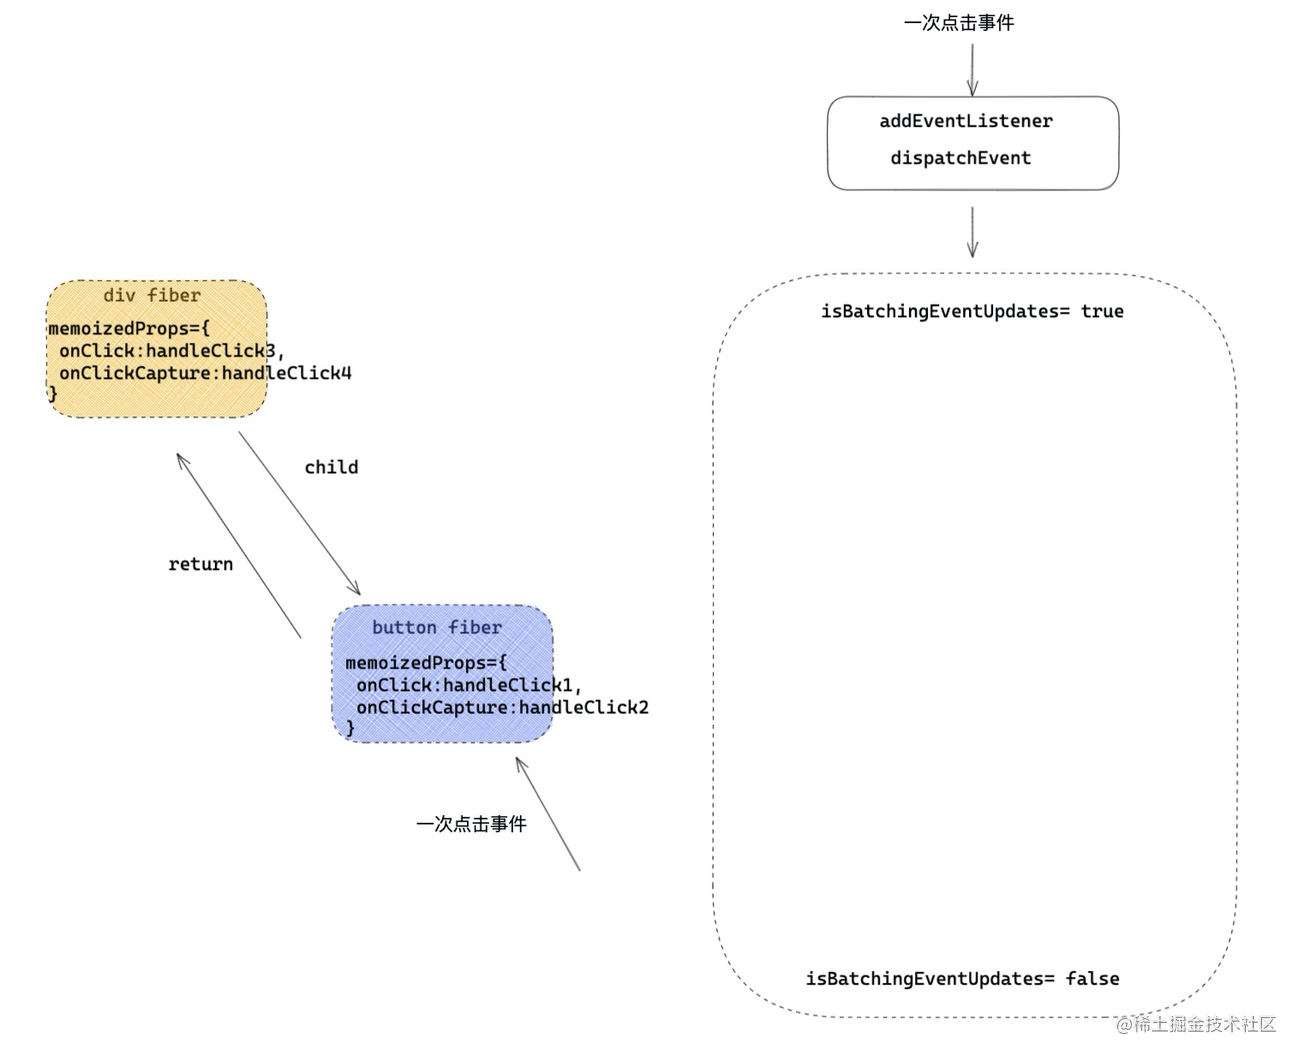 一次点击事件
addEventListener
dispatchEvent
isBatchingEventUpdates= true
div fiber
memoizedProps={
onClick:handleClick3,
onClickCapture:handleClick4
}
child
return
button fiber
memoizedProps={
onClick:handleClick1,
onClickCapture:handleClick2
}
一次点击事件
isBatchingEventUpdates= false
@稀土掘金技术社区